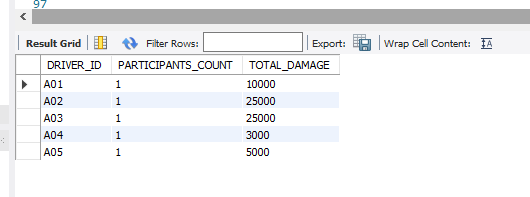 97
Result Grid Filter Rows: Export: Wrap Cell Content: IA
DRIVER_ID PARTICIPANTS_COUNT TOTAL_DAMAGE
A01 1 10000
A02 1 25000
A03 1 25000
A04 1 3000
A05 1 5000